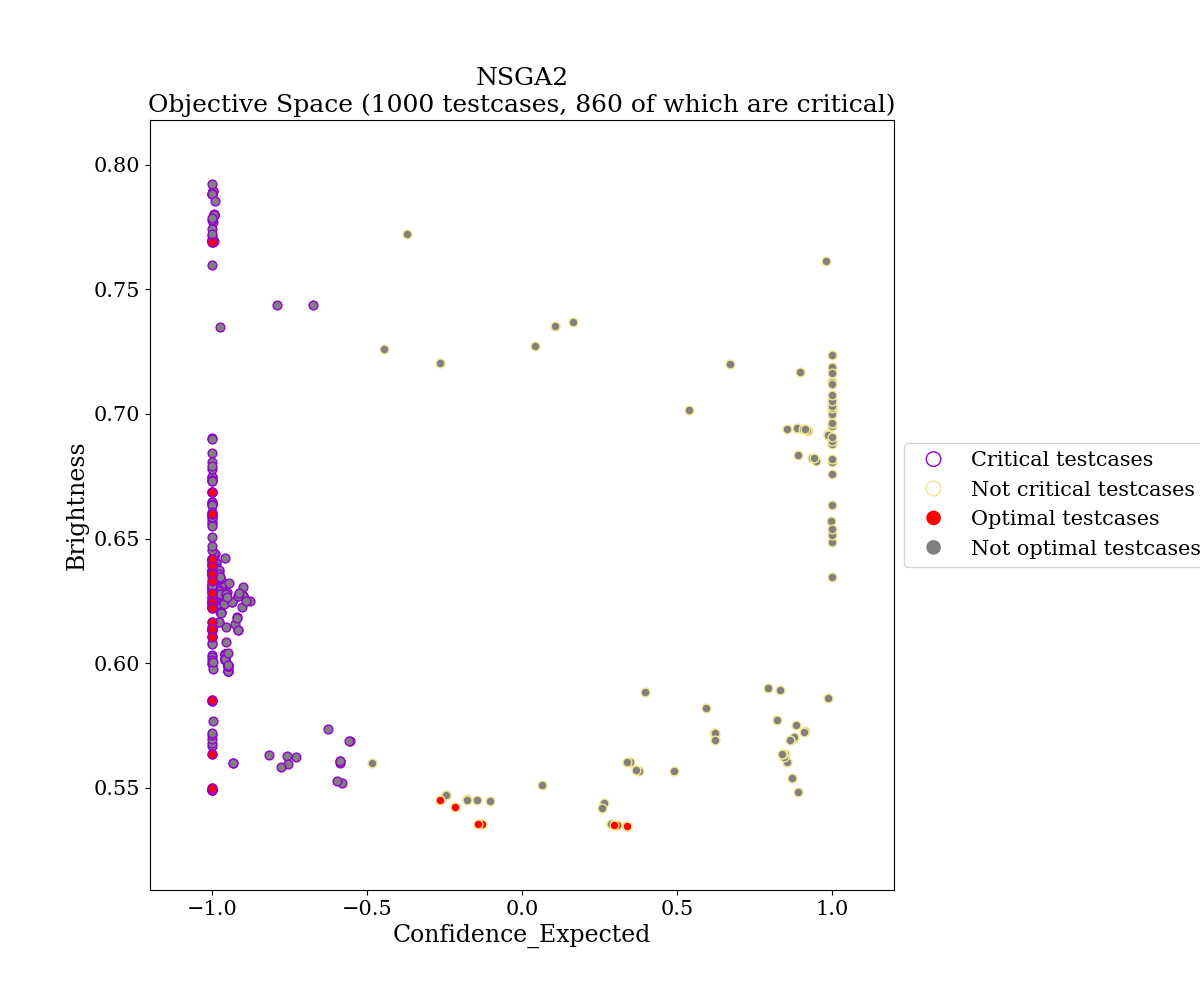 NSGA2
Objective Space (1000 testcases, 860 of which are critical)
0.80
0.75
0.70
0.65
0.60
0.55
Brightness
−1.0
−0.5
0.0
0.5
1.0
Confidence_Expected
Critical testcases
Not critical testcases
Optimal testcases
Not optimal testcases